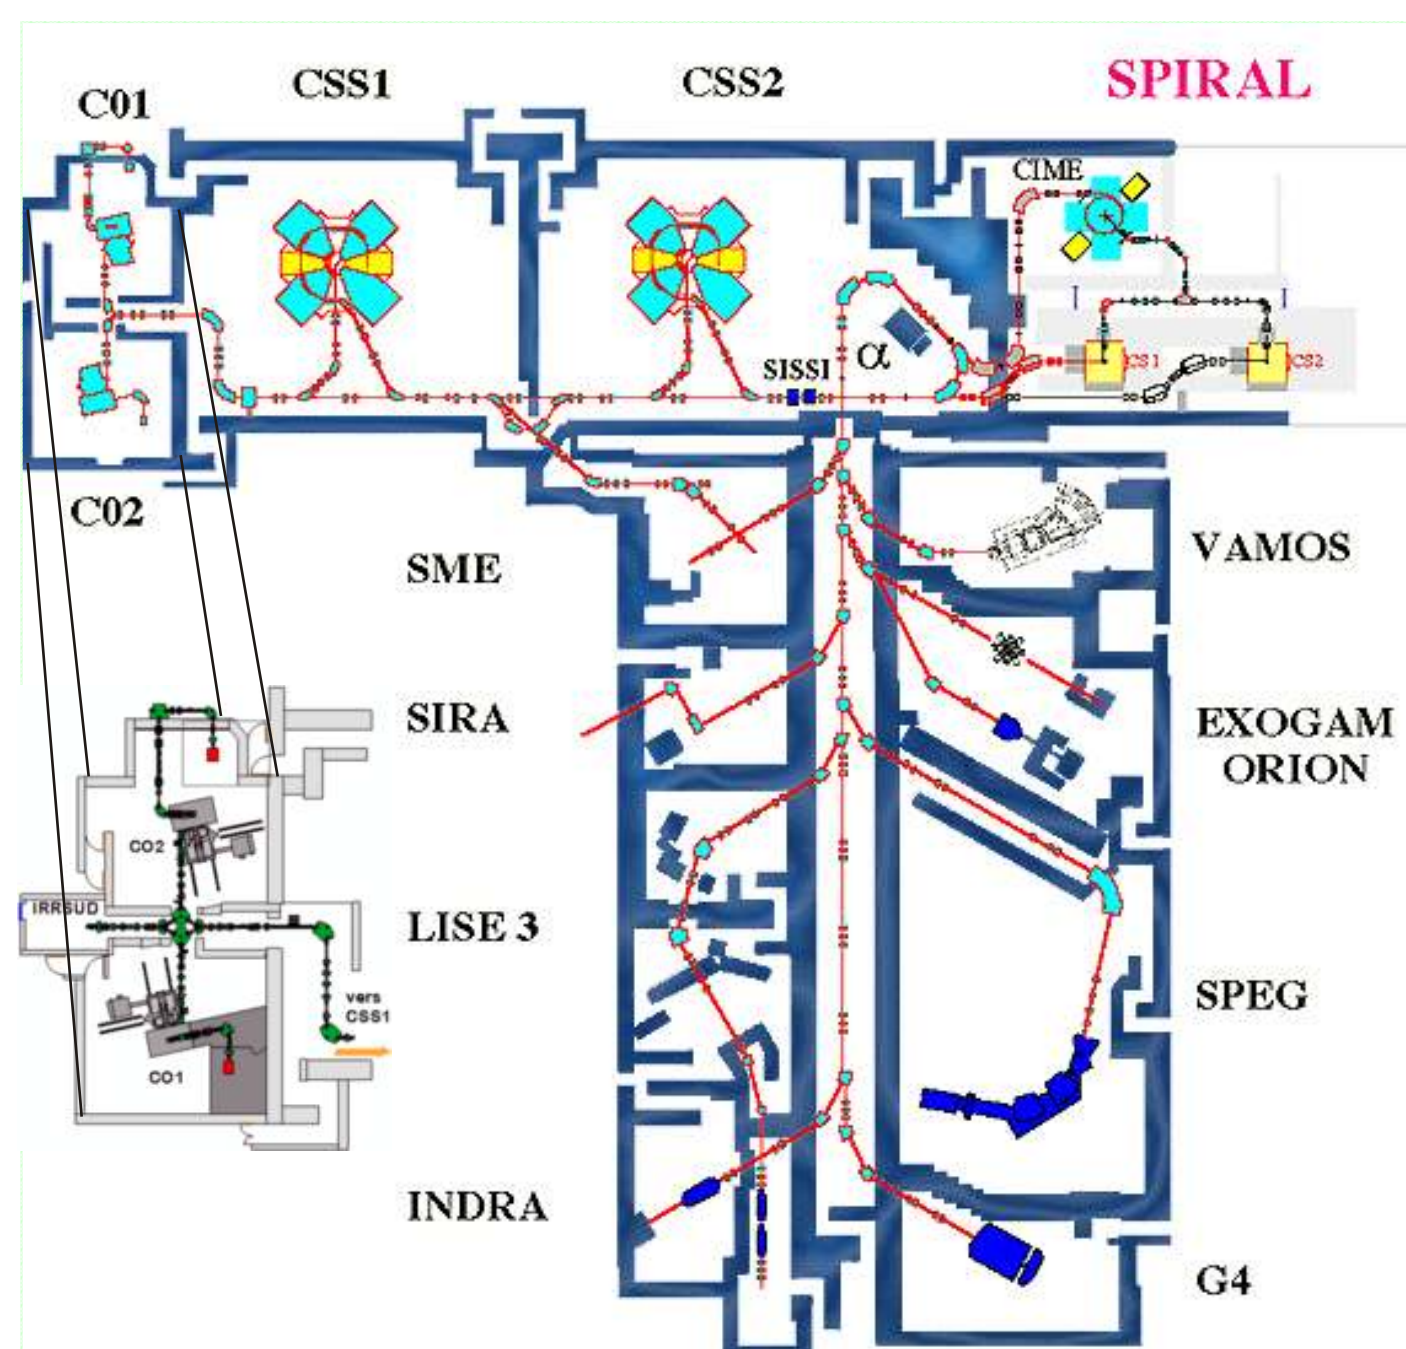 CSS1
CSS2
SPIRAL
C01
CIME
SISSI
α
CS1
CS2
C02
SME
VAMOS
SIRA
EXOGAM
ORION
CO2
IRRSUD
LISE 3
vers
CSS1
SPEG
CO1
INDRA
G4